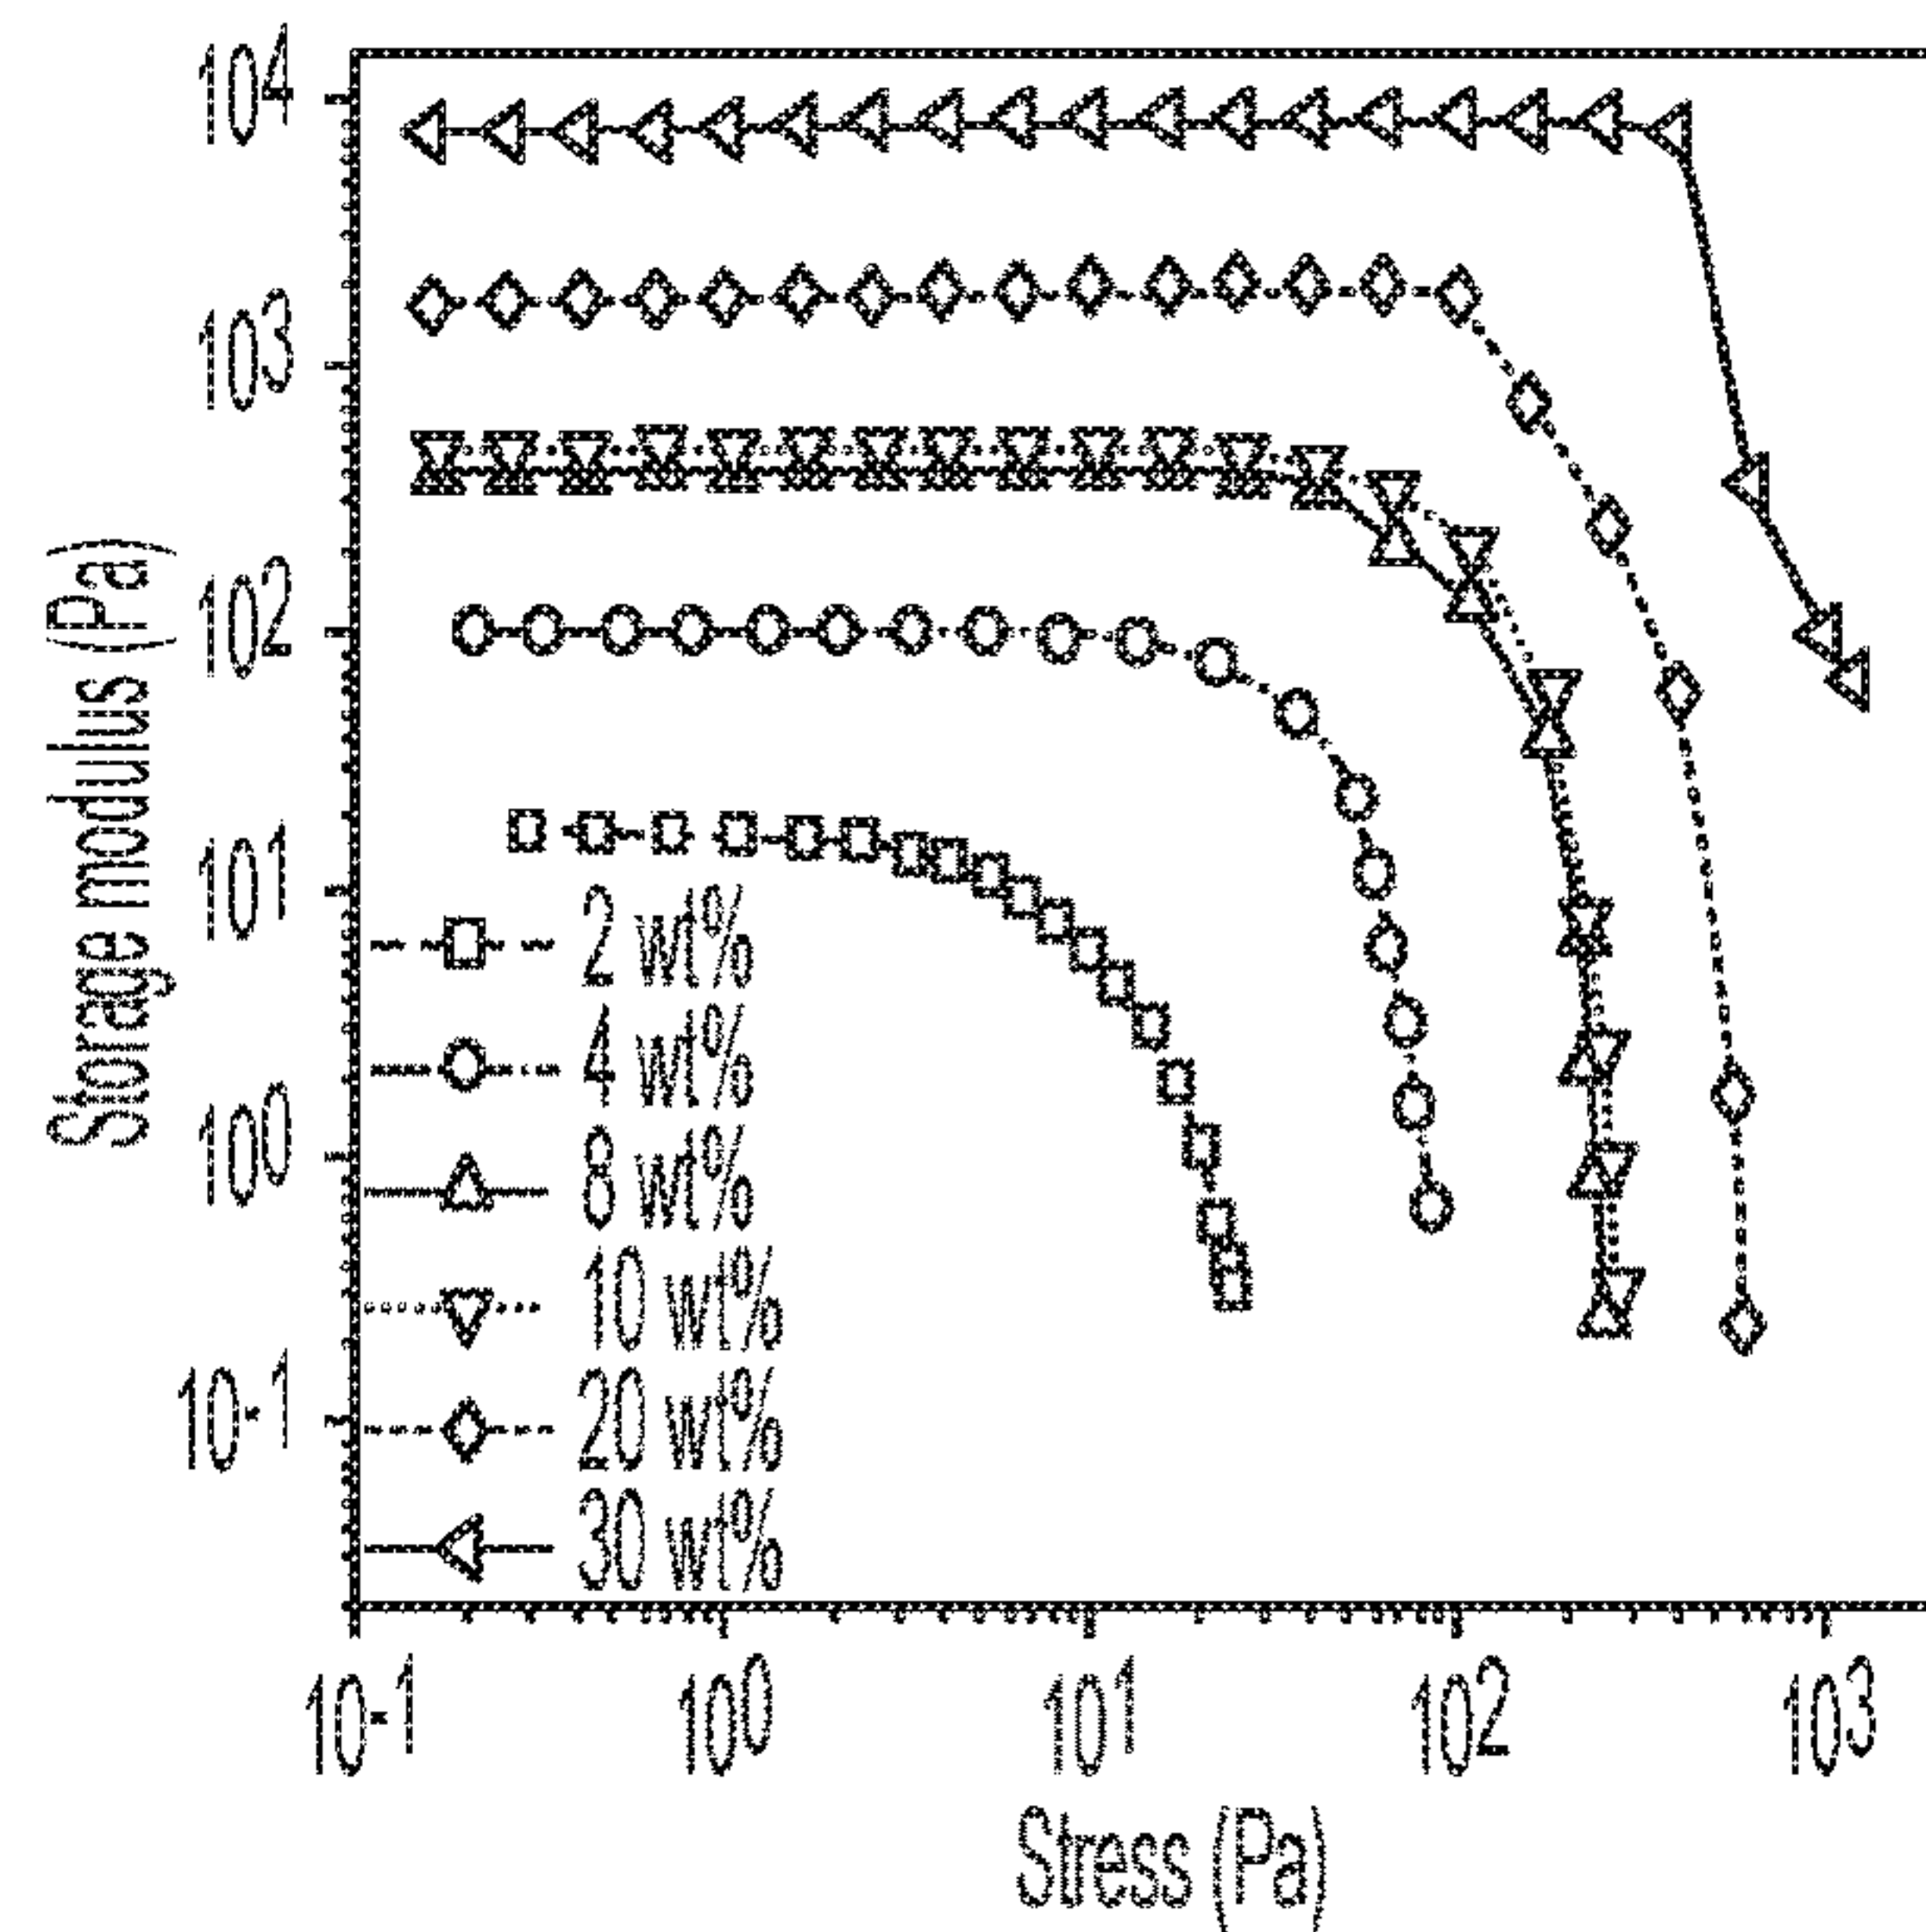 Storage modulus (Pa)
10⁴
10³
10²
10¹
10⁰
10⁻¹
2 wt%
4 wt%
8 wt%
10 wt%
20 wt%
30 wt%
10⁻¹ 10⁰ 10¹ 10² 10³
Stress (Pa)